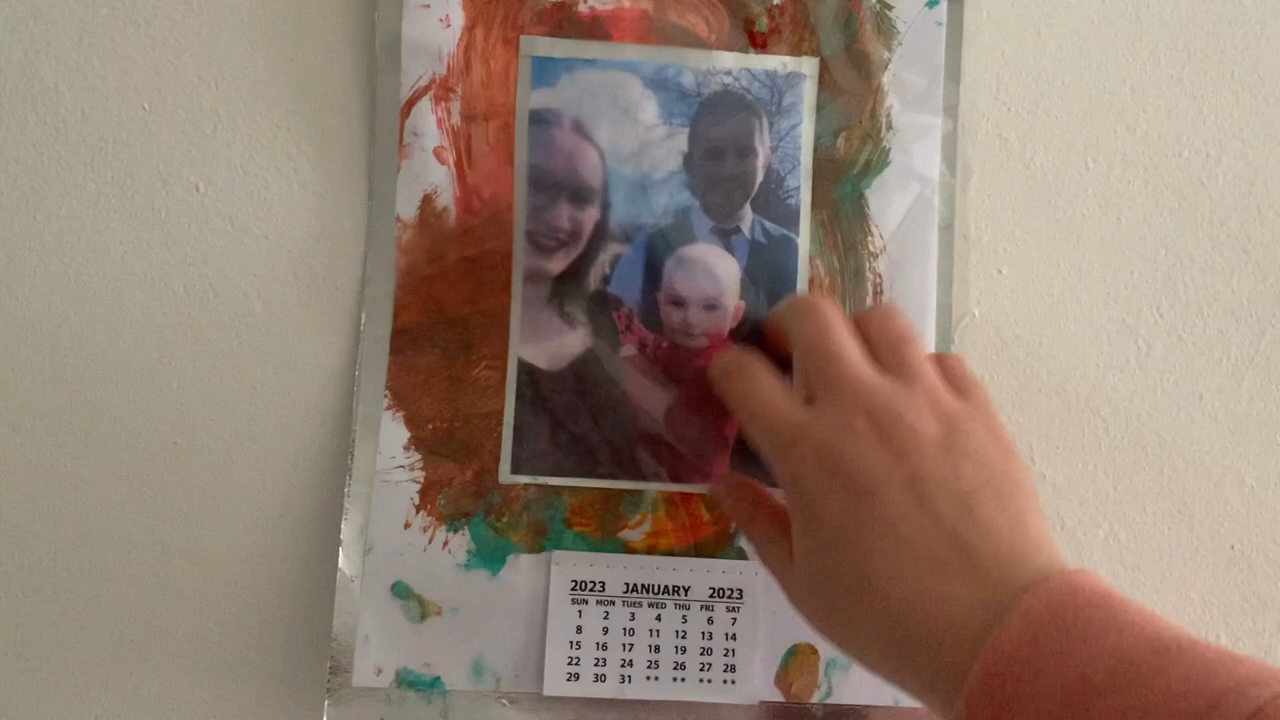 2023 JANUARY 2023
SUN MON TUES WED THU FRI SAT
1 2 3 4 5 6 7
8 9 10 11 12 13 14
15 16 17 18 19 20 21
22 23 24 25 26 27 28
29 30 31 ** ** ** **